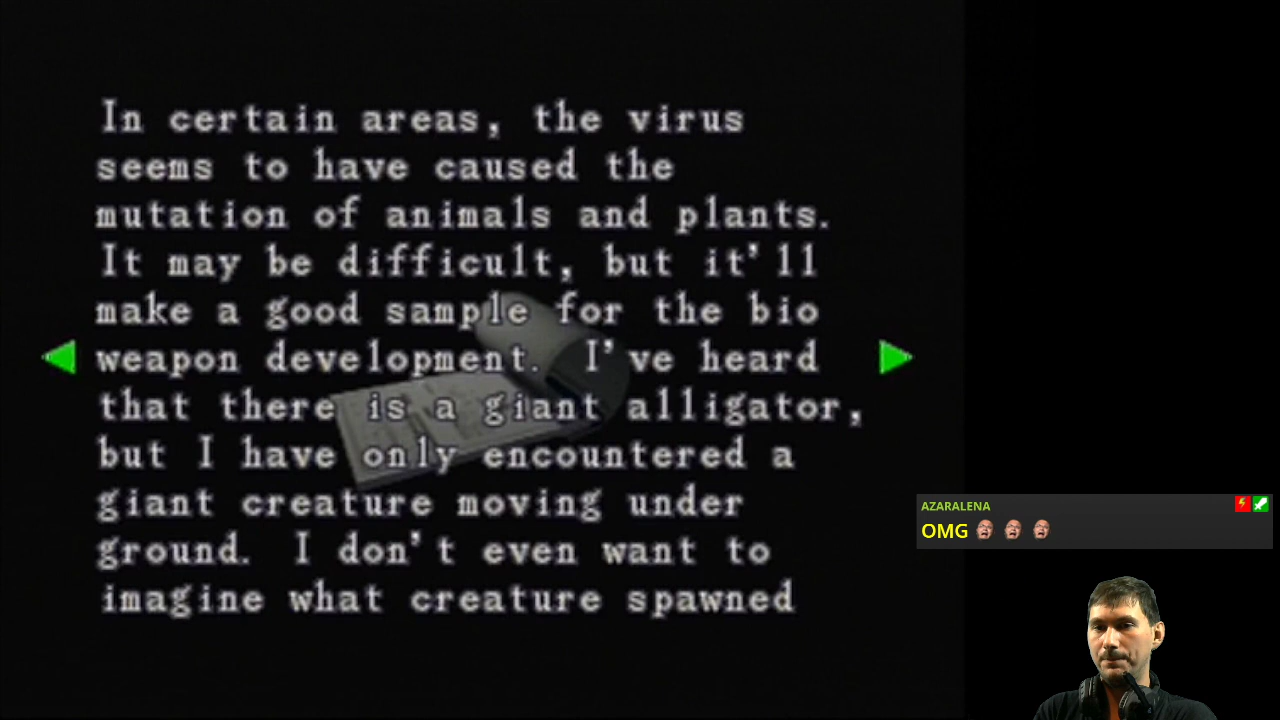 In certain areas, the virus
seems to have caused the
mutation of animals and plants.
It may be difficult, but it'll
make a good sample for the bio
weapon development. I've heard
that there is a giant alligator,
but I have only encountered a
giant creature moving under
ground. I don't even want to
imagine what creature spawned
AZARALENA
OMG